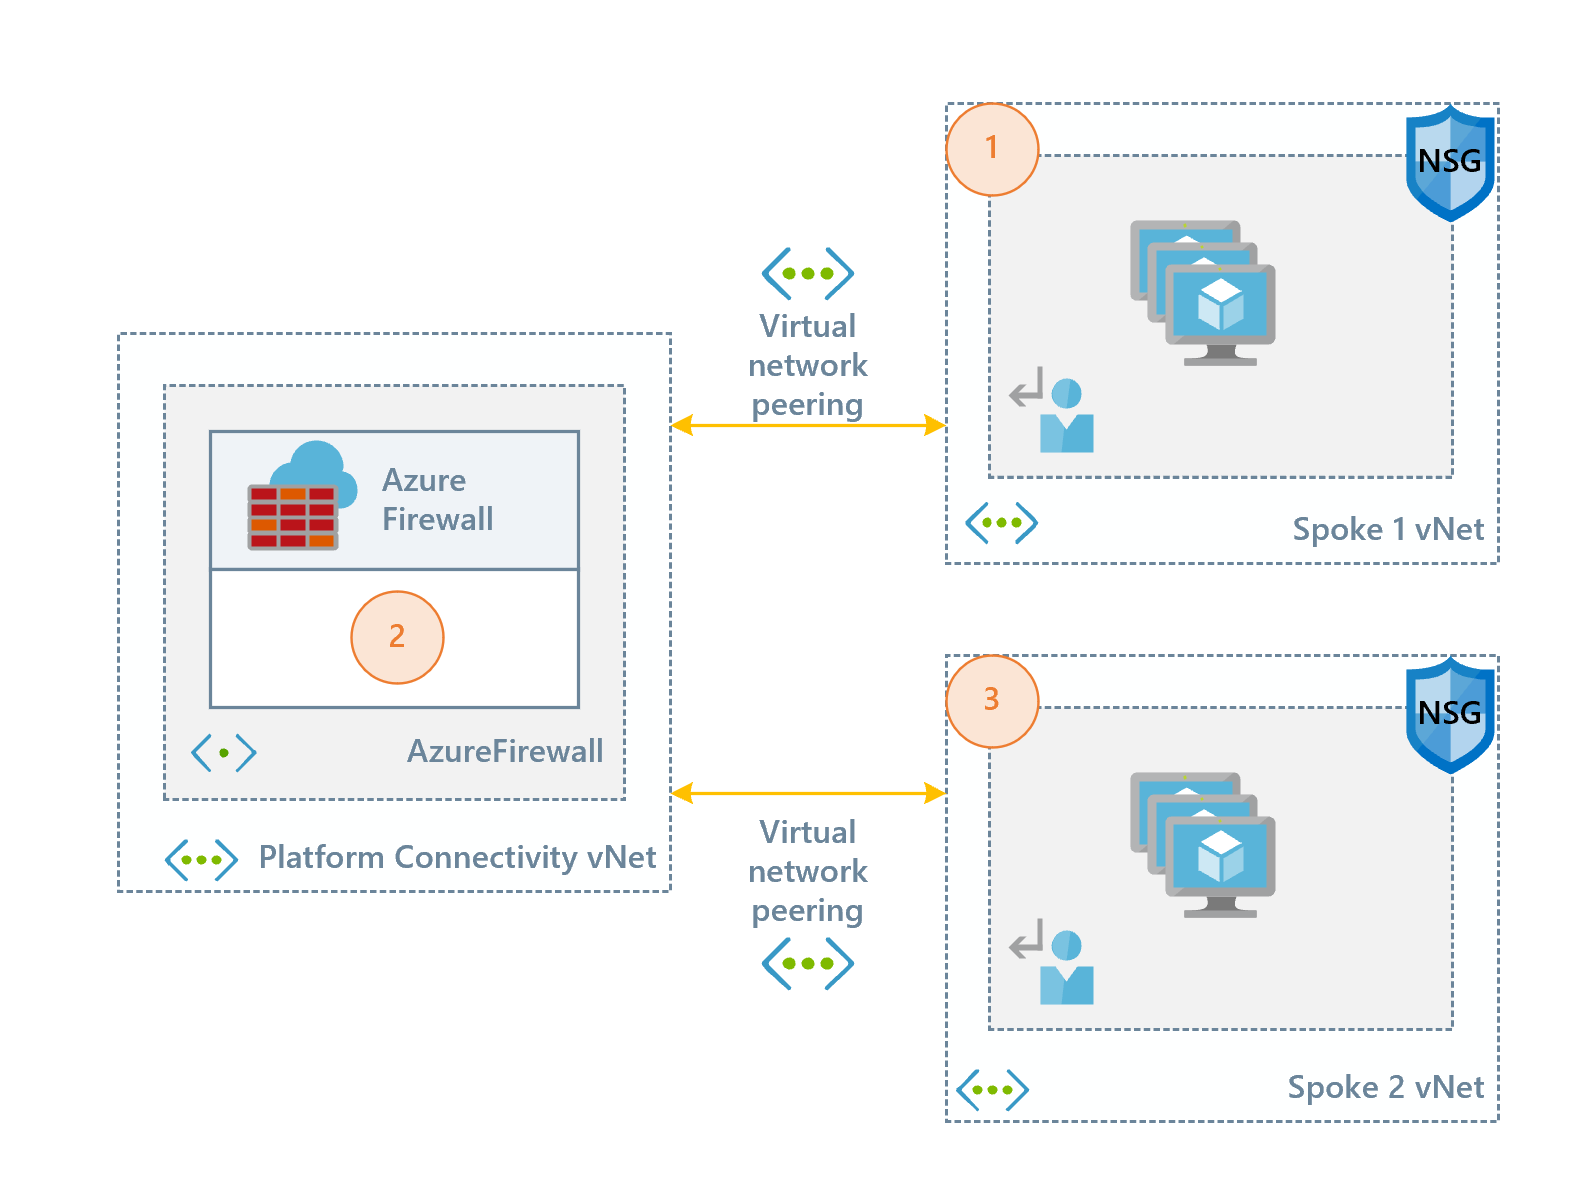 1
NSG
Virtual
network
peering
Azure
Firewall
Spoke 1 vNet
2
AzureFirewall
Platform Connectivity vNet
3
NSG
Virtual
network
peering
Spoke 2 vNet